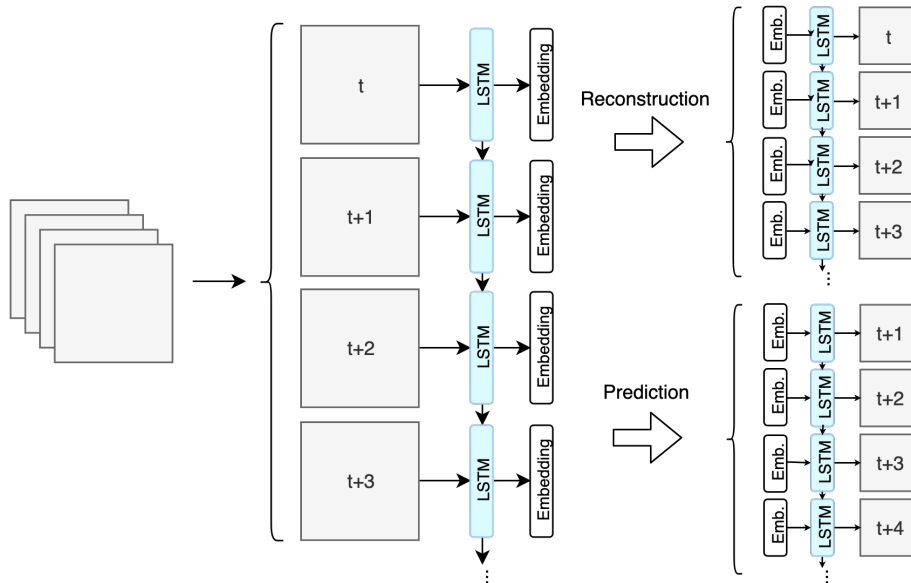 t
LSTM
Embedding
t+1
LSTM
Embedding
t+2
LSTM
Embedding
t+3
LSTM
Embedding
...
Reconstruction
Emb.
LSTM
t
Emb.
LSTM
t+1
Emb.
LSTM
t+2
Emb.
LSTM
t+3
...
Prediction
Emb.
LSTM
t+1
Emb.
LSTM
t+2
Emb.
LSTM
t+3
Emb.
LSTM
t+4
...